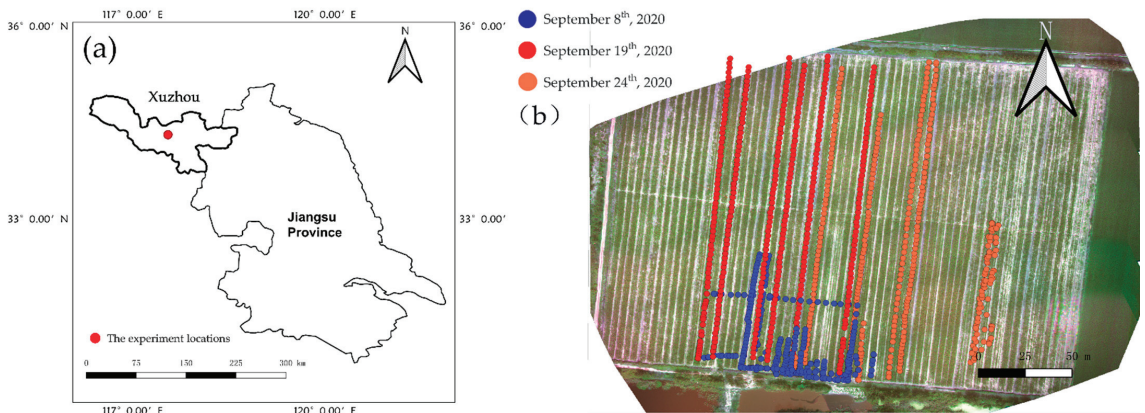 117° 0.00′ E
120° 0.00′ E
36° 0.00′ N
36° 0.00′
(a)
N
Xuzhou
33° 0.00′ N
33° 0.00′
Jiangsu
Province
The experiment locations
0 75 150 225 300 km
117° 0.00′ E
120° 0.00′ E
September 8th, 2020
September 19th, 2020
September 24th, 2020
(b)
N
0 25 50 m